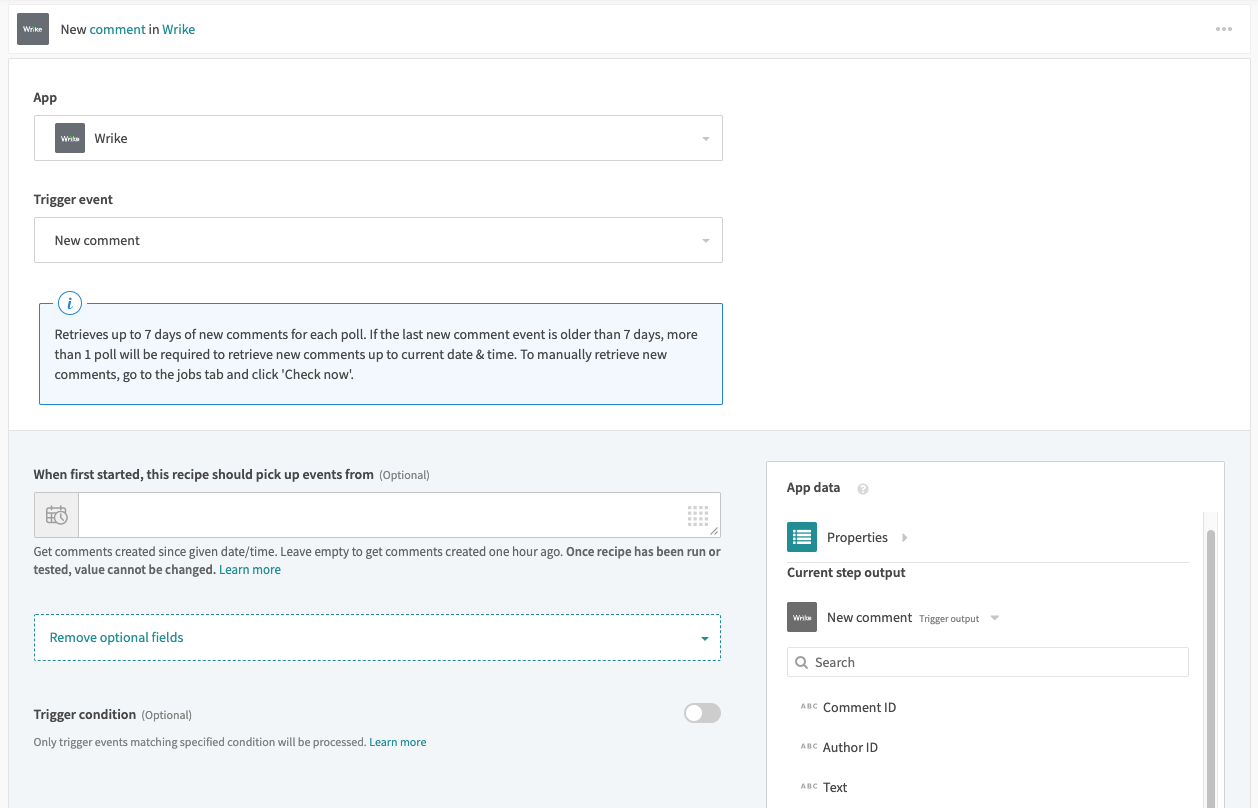 Wrike
New comment in Wrike
App
Wrike
Wrike
Trigger event
New comment
i
Retrieves up to 7 days of new comments for each poll. If the last new comment event is older than 7 days, more
than 1 poll will be required to retrieve new comments up to current date & time. To manually retrieve new
comments, go to the jobs tab and click 'Check now'.
When first started, this recipe should pick up events from (Optional)
Get comments created since given date/time. Leave empty to get comments created one hour ago. Once recipe has been run or
tested, value cannot be changed. Learn more
Remove optional fields
Trigger condition (Optional)
Only trigger events matching specified condition will be processed. Learn more
App data ?
Properties
Current step output
Wrike
New comment Trigger output
Search
ABC Comment ID
ABC Author ID
ABC Text